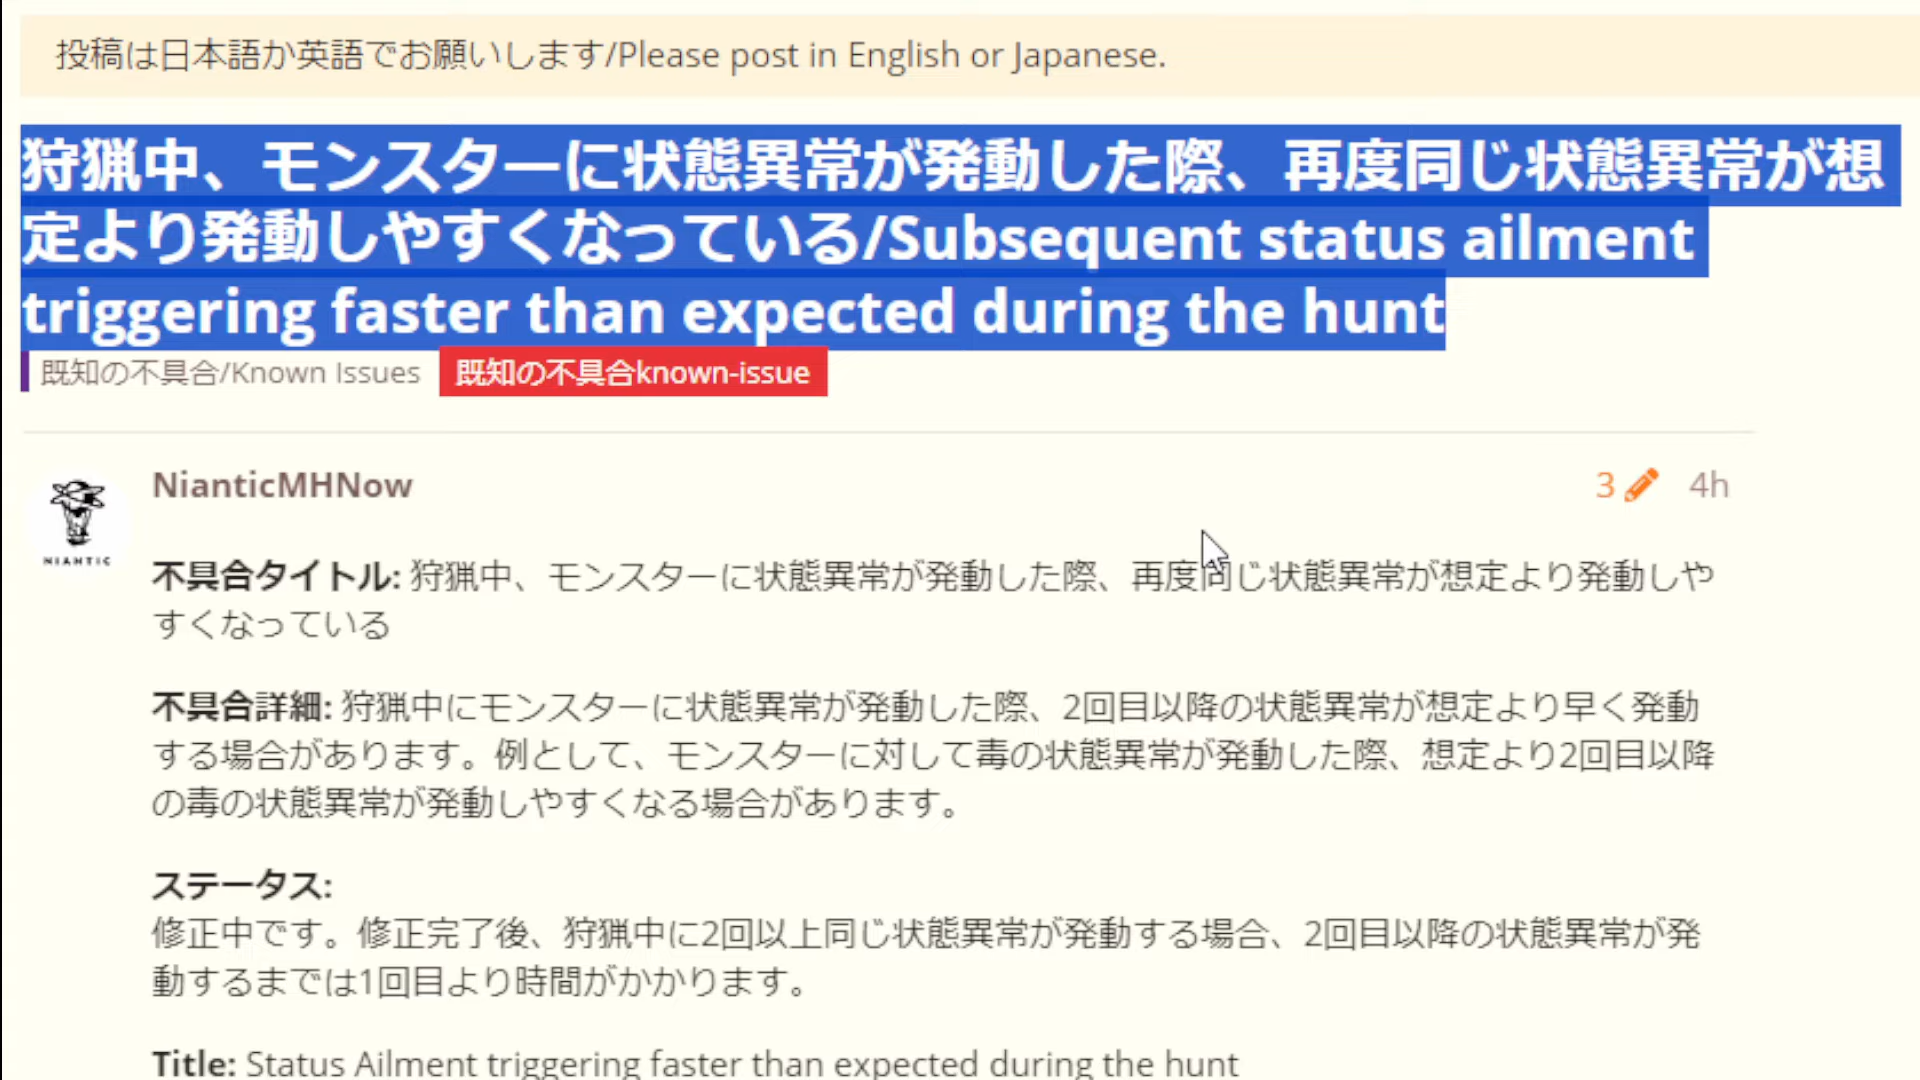 投稿は日本語か英語でお願いします/Please post in English or Japanese.
狩猟中、モンスターに状態異常が発動した際、再度同じ状態異常が想
定より発動しやすくなっている/Subsequent status ailment
triggering faster than expected during the hunt
既知の不具合/Known Issues 既知の不具合known-issue
NianticMHNow 3 4h
NIANTIC
不具合タイトル: 狩猟中、モンスターに状態異常が発動した際、再度同じ状態異常が想定より発動しや
すくなっている
不具合詳細: 狩猟中にモンスターに状態異常が発動した際、2回目以降の状態異常が想定より早く発動
する場合があります。例として、モンスターに対して毒の状態異常が発動した際、想定より2回目以降
の毒の状態異常が発動しやすくなる場合があります。
ステータス:
修正中です。修正完了後、狩猟中に2回以上同じ状態異常が発動する場合、2回目以降の状態異常が発
動するまでは1回目より時間がかかります。
Title: Status Ailment triggering faster than expected during the hunt